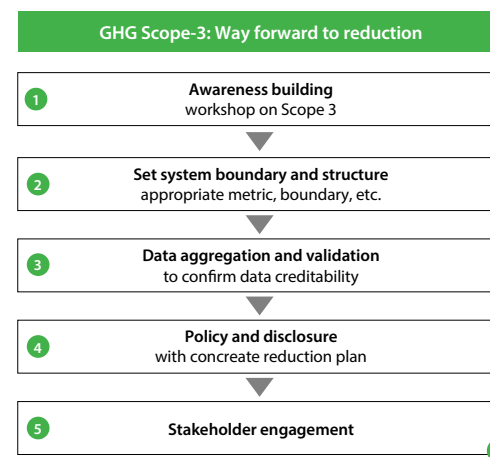 GHG Scope-3: Way forward to reduction
1
Awareness building
workshop on Scope 3
2
Set system boundary and structure
appropriate metric, boundary, etc.
3
Data aggregation and validation
to confirm data creditability
4
Policy and disclosure
with concreate reduction plan
5
Stakeholder engagement